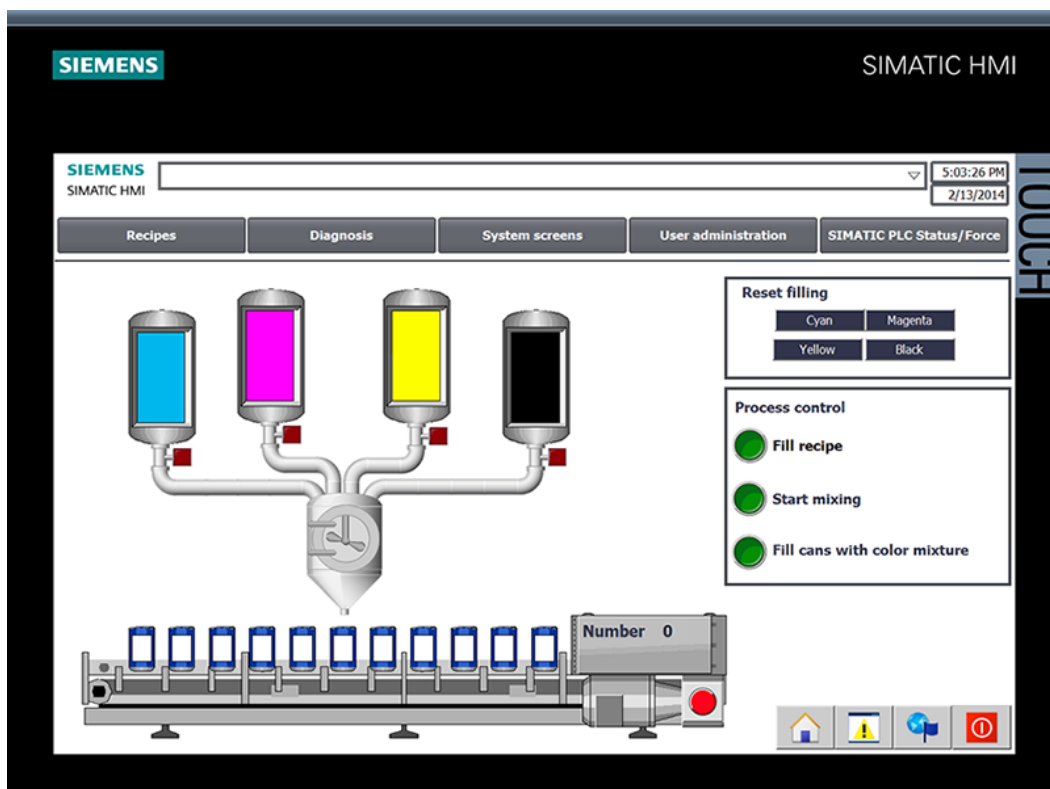 SIEMENS
SIMATIC HMI
TOUCH
SIEMENS
SIMATIC HMI
5:03:26 PM
2/13/2014
Recipes
Diagnosis
System screens
User administration
SIMATIC PLC Status/Force
Reset filling
Cyan
Magenta
Yellow
Black
Process control
Fill recipe
Start mixing
Fill cans with color mixture
Number 0